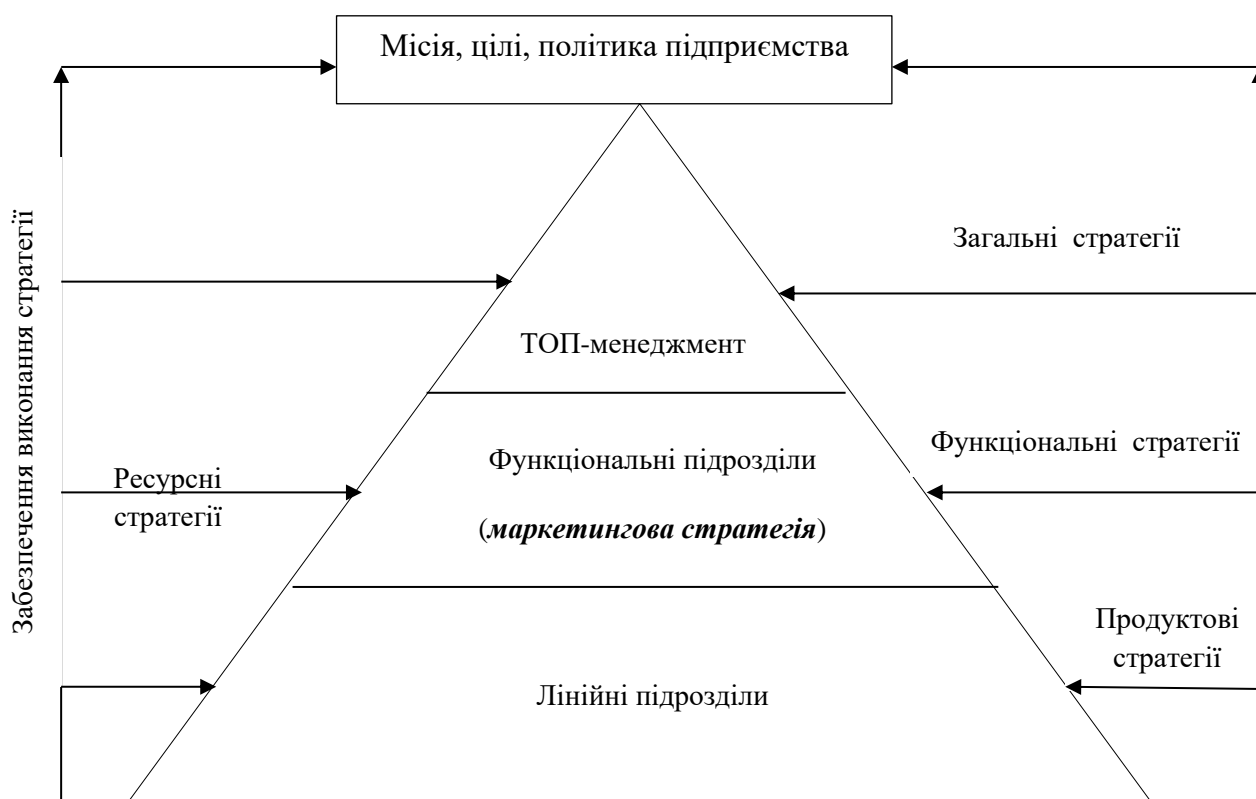 Місія, цілі, політика підприємства
Забезпечення виконання стратегії
Загальні стратегії
ТОП-менеджмент
Функціональні стратегії
Функціональні підрозділи
(маркетингова стратегія)
Ресурсні
стратегії
Продуктові
стратегії
Лінійні підрозділи